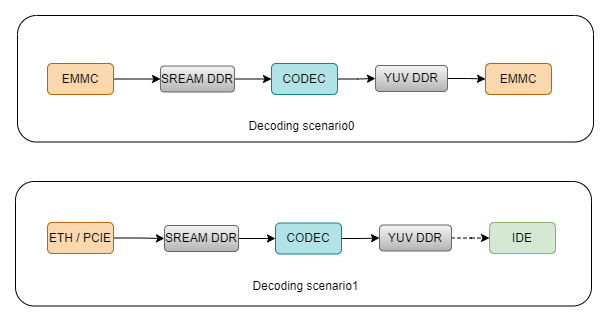 EMMC
SREAM DDR
CODEC
YUV DDR
EMMC
Decoding scenario0
ETH / PCIE
SREAM DDR
CODEC
YUV DDR
IDE
Decoding scenario1